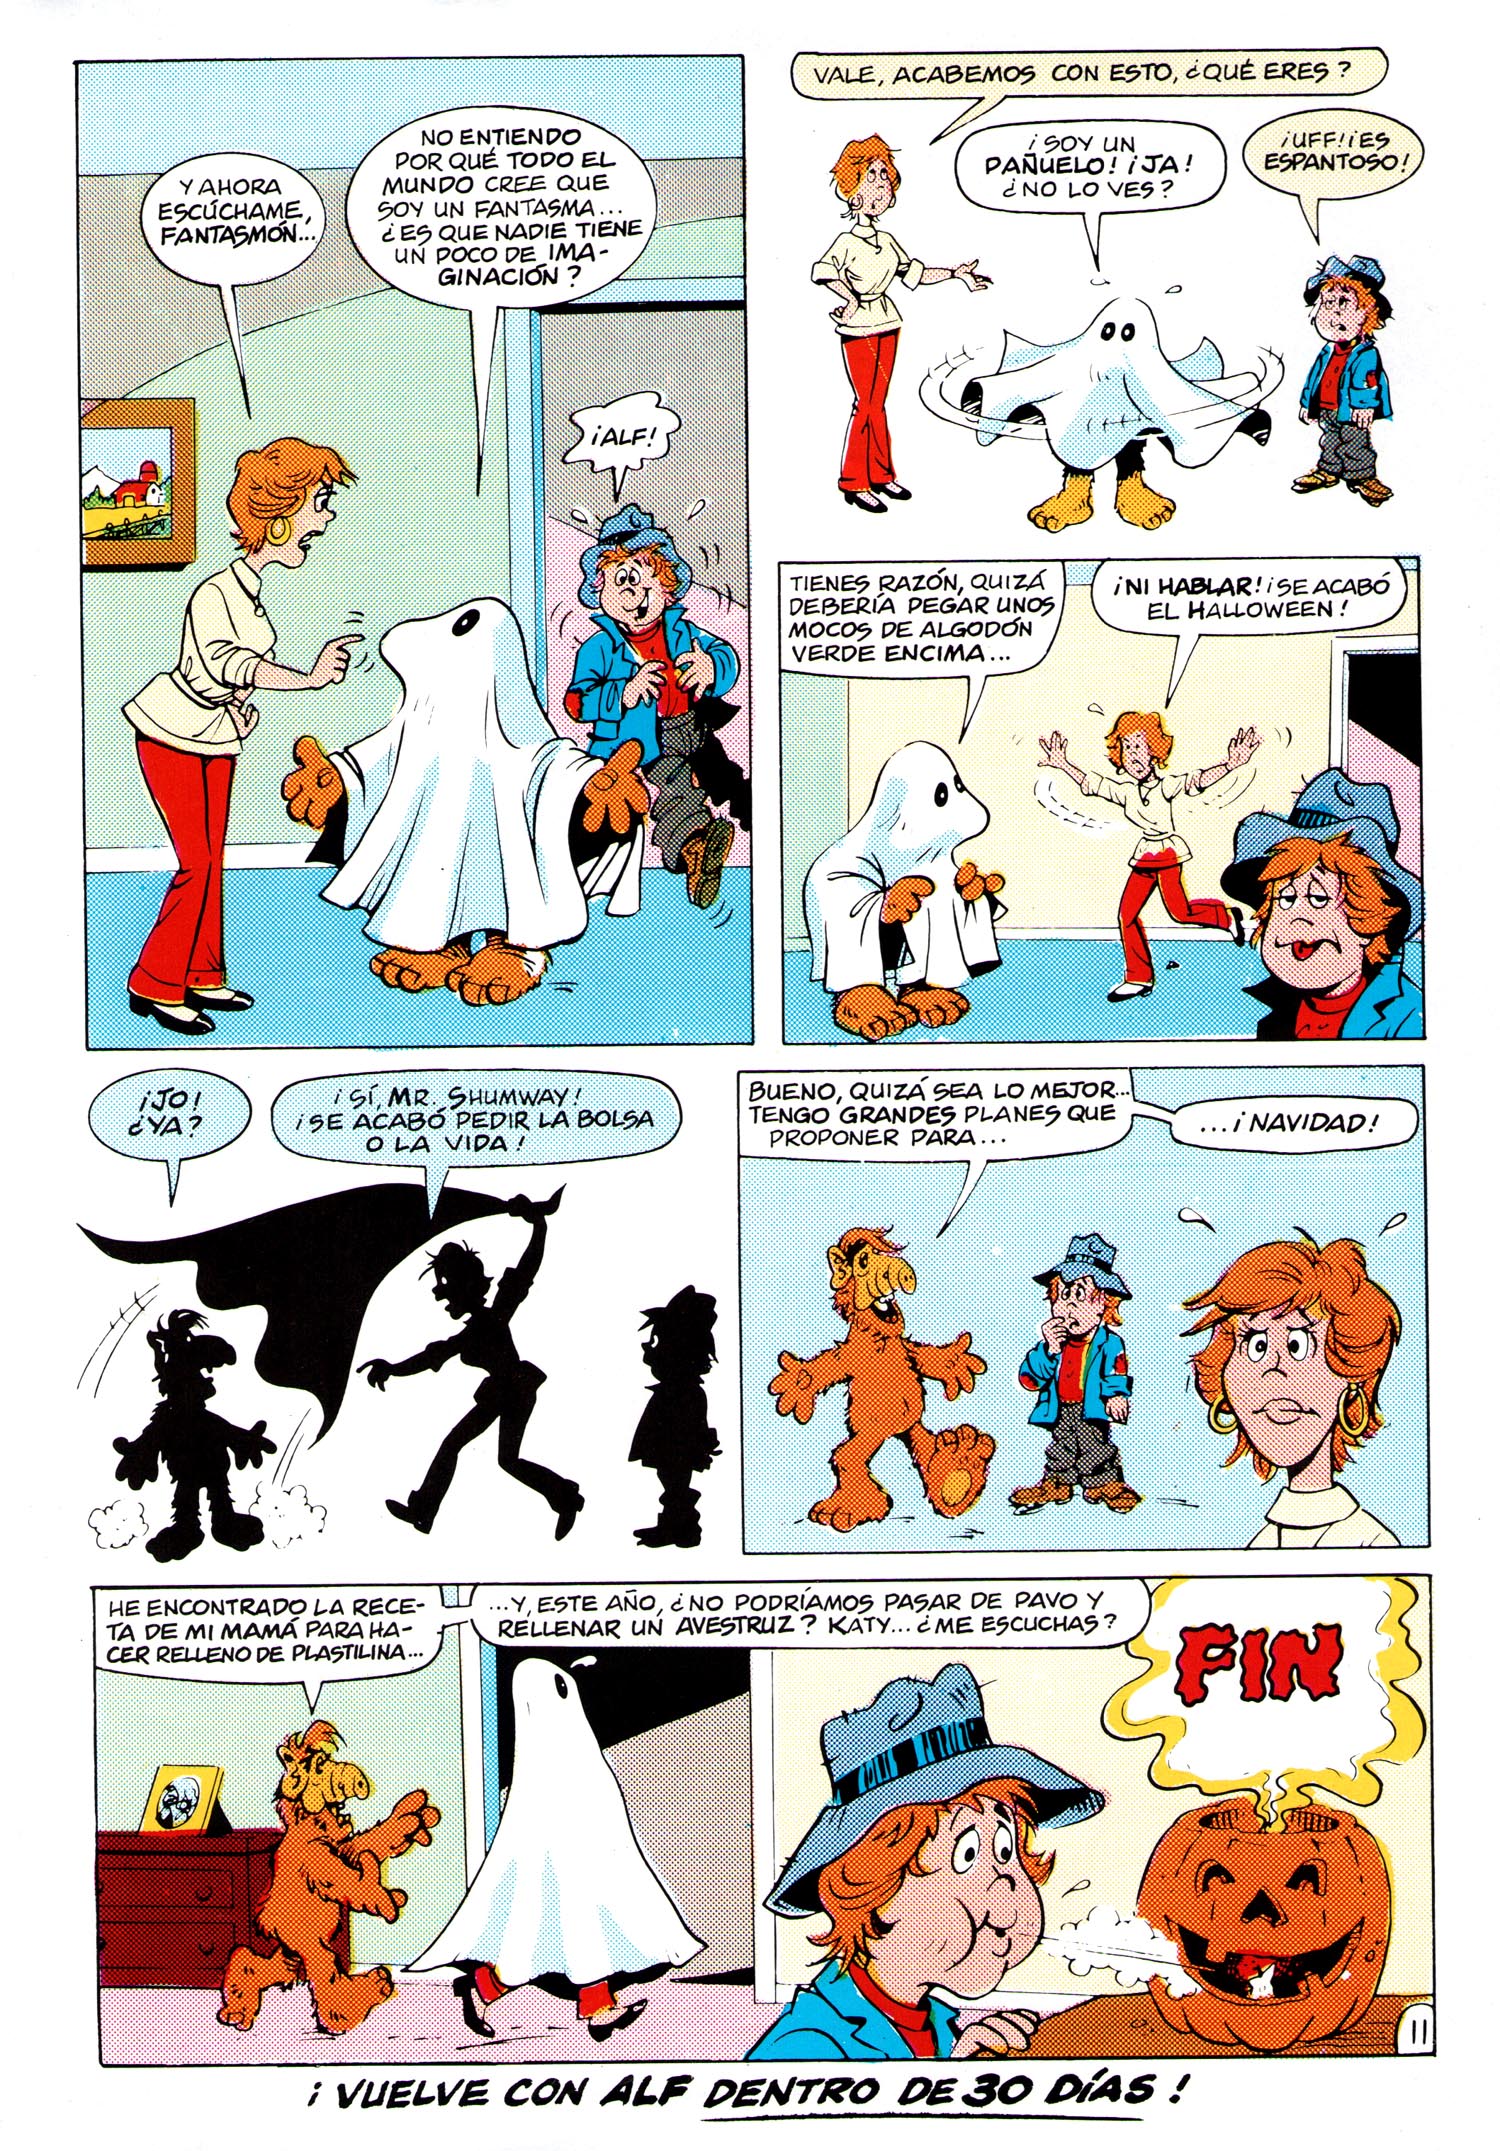 Y AHORA
ESCÚCHAME,
FANTASMÓN...
NO ENTIENDO
POR QUÉ TODO EL
MUNDO CREE QUE
SOY UN FANTASMA...
¿ES QUE NADIE TIENE
UN POCO DE IMA-
GINACIÓN?
¡ALF!
VALE, ACABEMOS CON ESTO, ¿QUÉ ERES?
¡SOY UN
PAÑUELO! ¡JA!
¿NO LO VES?
¡UFF! ¡ES
ESPANTOSO!
TIENES RAZÓN, QUIZÁ
DEBERÍA PEGAR UNOS
MOCOS DE ALGODÓN
VERDE ENCIMA...
¡NI HABLAR! ¡SE ACABÓ
EL HALLOWEEN!
¡JO!
¿YA?
¡SÍ, MR. SHUMWAY!
¡SE ACABÓ PEDIR LA BOLSA
O LA VIDA!
BUENO, QUIZÁ SEA LO MEJOR...
TENGO GRANDES PLANES QUE
PROPONER PARA...
...¡NAVIDAD!
HE ENCONTRADO LA RECE-
TA DE MI MAMÁ PARA HA-
CER RELLENO DE PLASTILINA...
...Y, ESTE AÑO, ¿NO PODRÍAMOS PASAR DE PAVO Y
RELLENAR UN AVESTRUZ? KATY... ¿ME ESCUCHAS?
FIN
11
¡VUELVE CON ALF DENTRO DE 30 DÍAS!